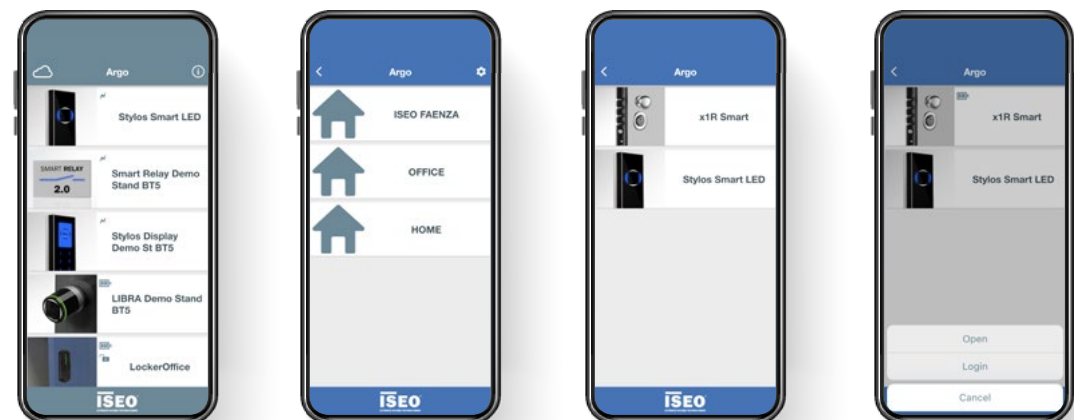 Argo
Stylos Smart LED
SMART RELAY
2.0
Smart Relay Demo
Stand BT5
Stylos Display
Demo St BT5
LIBRA Demo Stand
BT5
LockerOffice
ISEO
Argo
ISEO FAENZA
OFFICE
HOME
ISEO
Argo
x1R Smart
Stylos Smart LED
ISEO
Argo
x1R Smart
Stylos Smart LED
Open
Login
Cancel